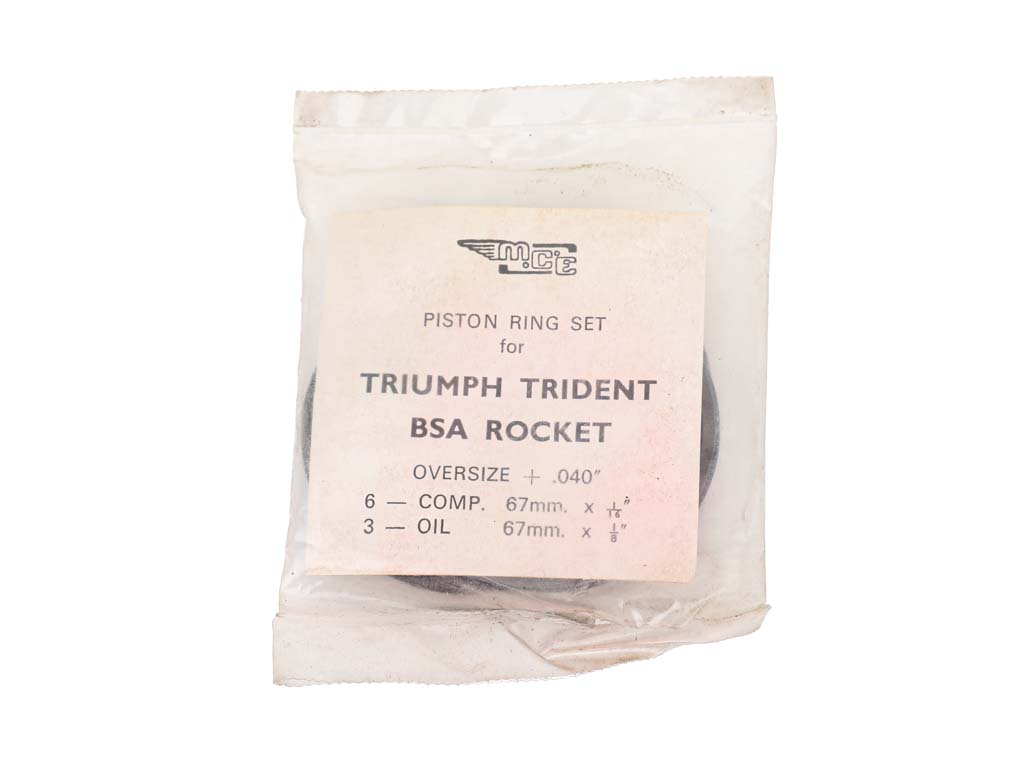 M.C.E
PISTON RING SET
for
TRIUMPH TRIDENT
BSA ROCKET
OVERSIZE + .040"
6 — COMP. 67mm. x 1/16"
3 — OIL 67mm. x 1/8"